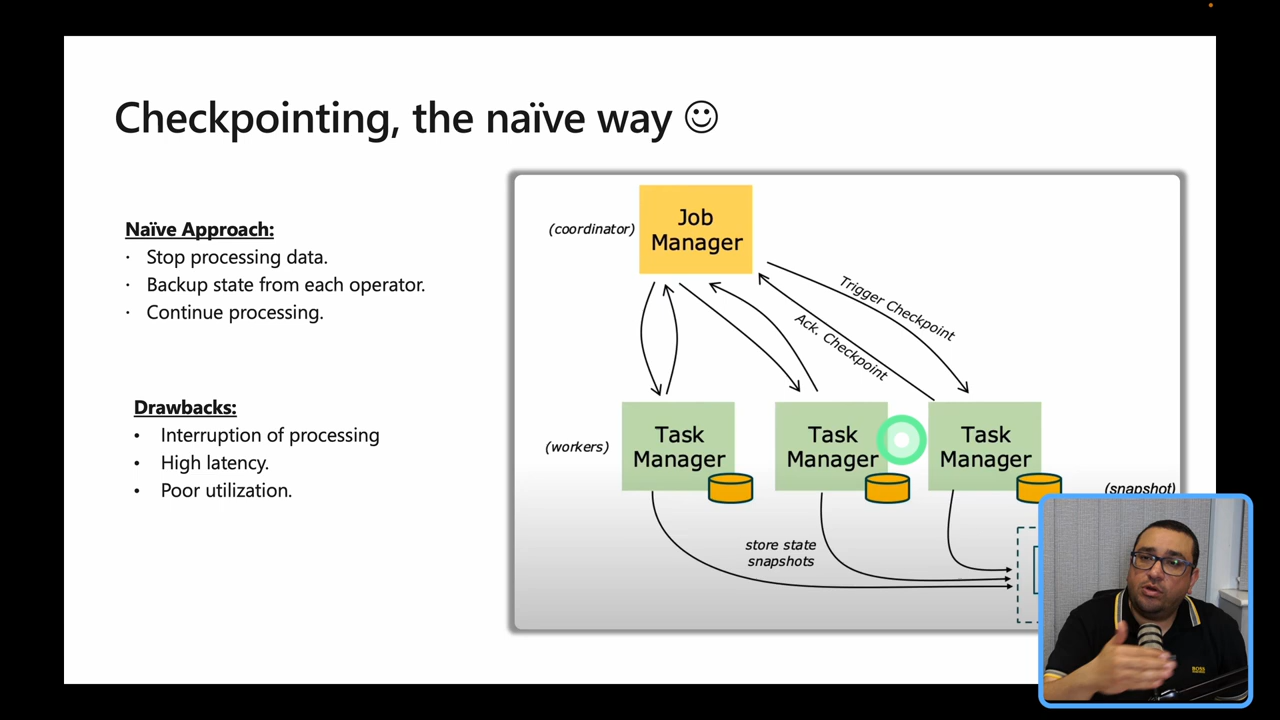 Checkpointing, the naïve way ☺
Naïve Approach:
· Stop processing data.
· Backup state from each operator.
· Continue processing.
Drawbacks:
• Interruption of processing
• High latency.
• Poor utilization.
(coordinator)
Job
Manager
Trigger Checkpoint
Ack. Checkpoint
(workers)
Task
Manager
Task
Manager
Task
Manager
(snapshot)
store state
snapshots
BOSS